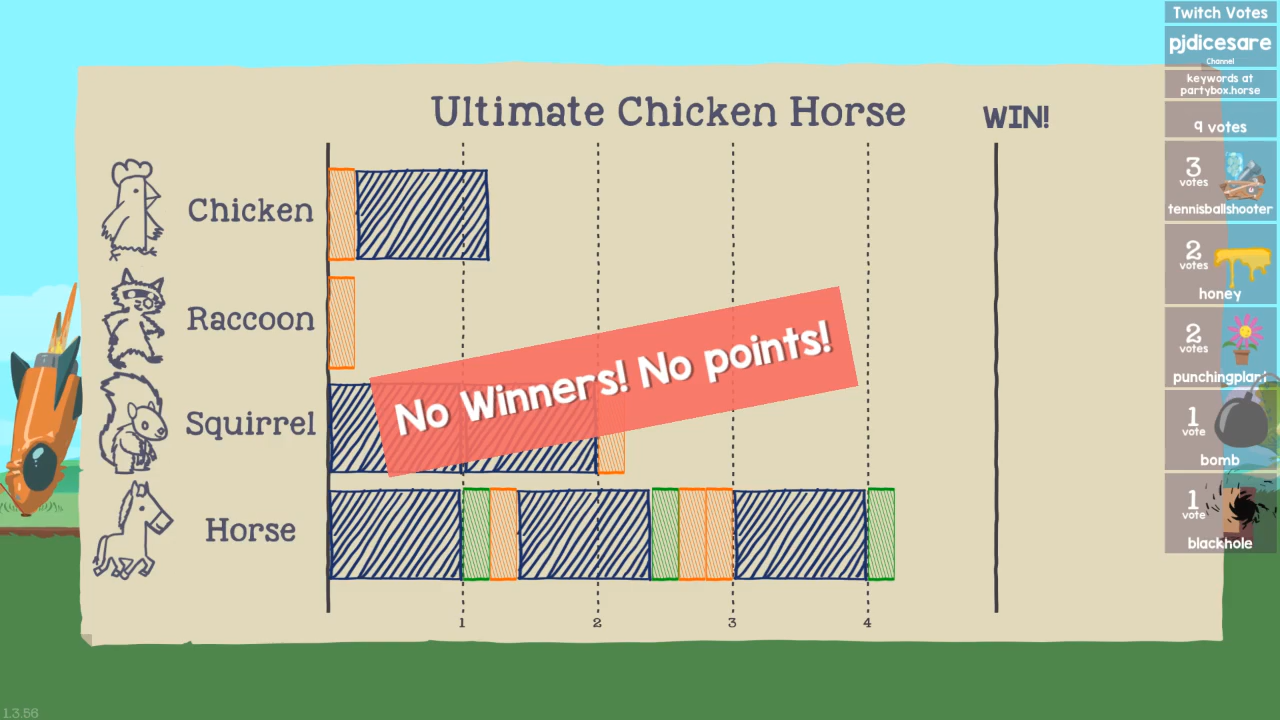 Twitch Votes
pjdicesare
Channel
keywords at
partybox.horse
9 votes
3
votes
tennisballshooter
2
votes
honey
2
votes
punchingplant
1
vote
bomb
1
vote
blackhole
Ultimate Chicken Horse
WIN!
Chicken
Raccoon
Squirrel
Horse
No Winners! No points!
1 2 3 4
1.3.56